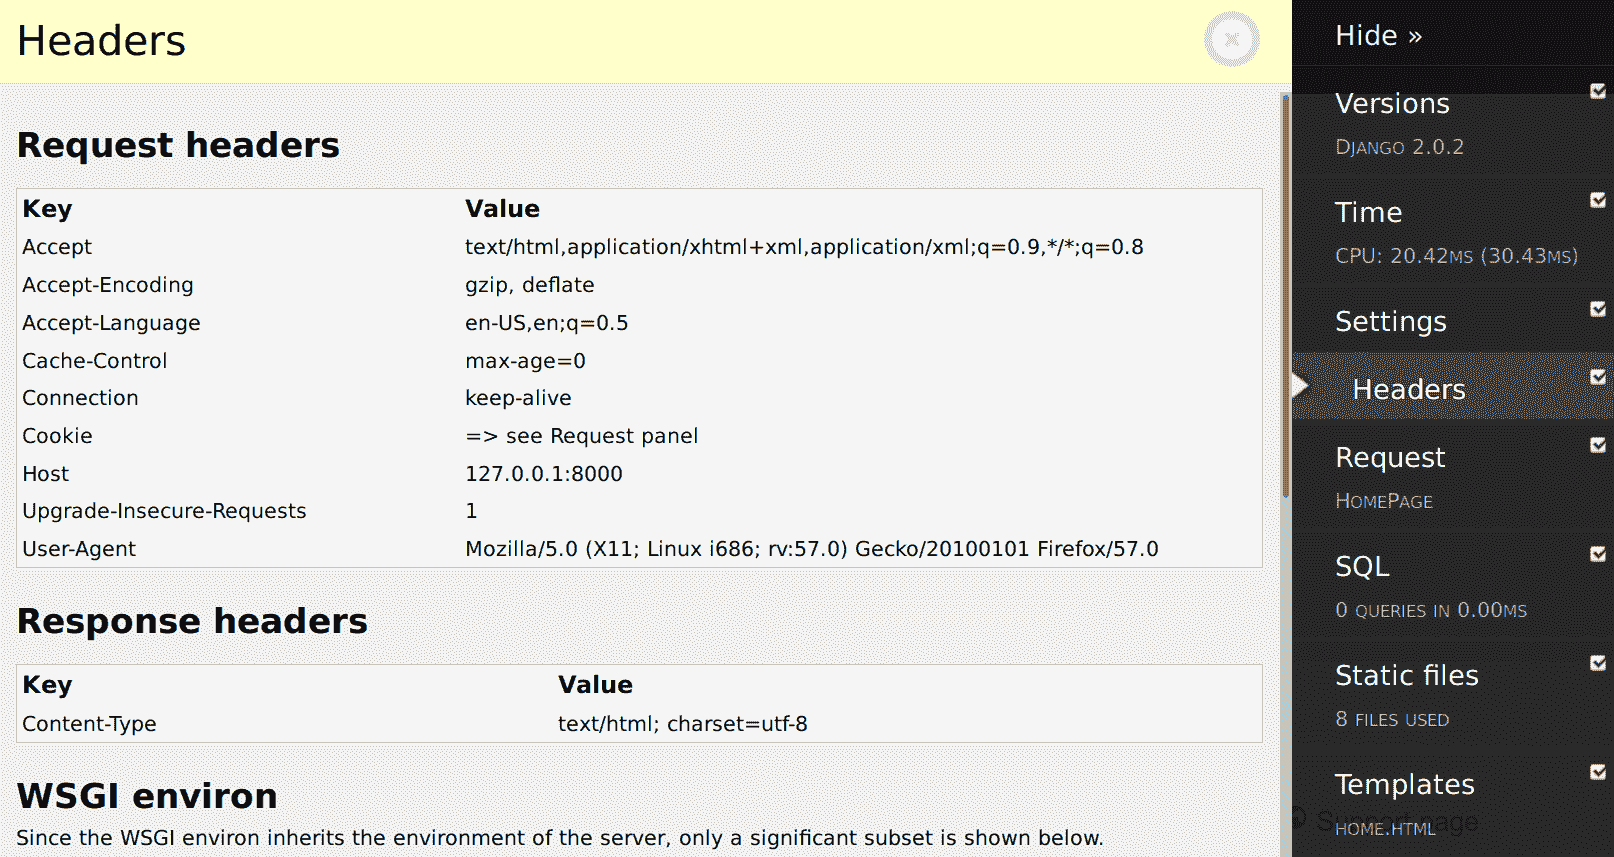 Headers
×
Request headers
Key Value
Accept text/html,application/xhtml+xml,application/xml;q=0.9,*/*;q=0.8
Accept-Encoding gzip, deflate
Accept-Language en-US,en;q=0.5
Cache-Control max-age=0
Connection keep-alive
Cookie => see Request panel
Host 127.0.0.1:8000
Upgrade-Insecure-Requests 1
User-Agent Mozilla/5.0 (X11; Linux i686; rv:57.0) Gecko/20100101 Firefox/57.0
Response headers
Key Value
Content-Type text/html; charset=utf-8
WSGI environ
Since the WSGI environ inherits the environment of the server, only a significant subset is shown below.
Hide »
Versions
Django 2.0.2
Time
CPU: 20.42ms (30.43ms)
Settings
Headers
Request
HomePage
SQL
0 queries in 0.00ms
Static files
8 files used
Templates
home.html
Support page